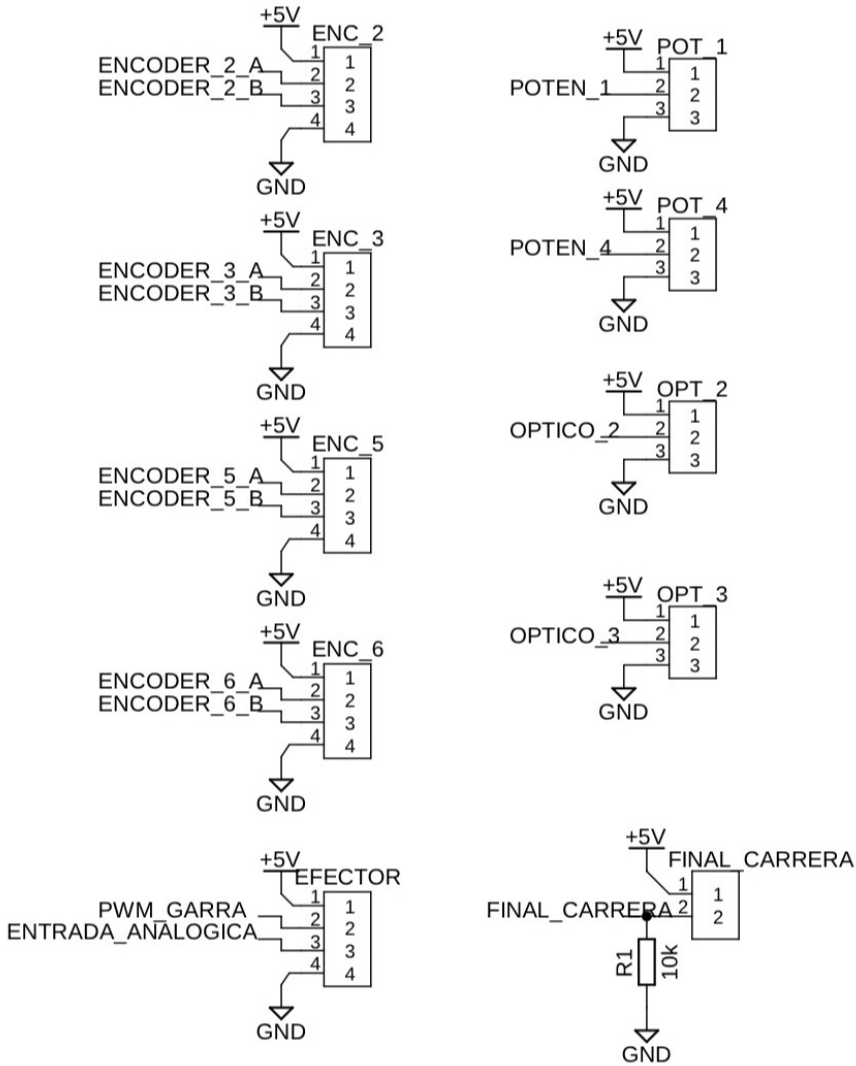 +5V
ENC_2
1
1
ENCODER_2_A
2
2
ENCODER_2_B
3
3
4
4
GND
+5V
ENC_3
1
1
ENCODER_3_A
2
2
ENCODER_3_B
3
3
4
4
GND
+5V
ENC_5
1
1
ENCODER_5_A
2
2
ENCODER_5_B
3
3
4
4
GND
+5V
ENC_6
1
1
ENCODER_6_A
2
2
ENCODER_6_B
3
3
4
4
GND
+5V
EFECTOR
1
1
PWM_GARRA
2
2
ENTRADA_ANALOGICA
3
3
4
4
GND
+5V
POT_1
1
1
POTEN_1
2
2
3
3
GND
+5V
POT_4
1
1
POTEN_4
2
2
3
3
GND
+5V
OPT_2
1
1
OPTICO_2
2
2
3
3
GND
+5V
OPT_3
1
1
OPTICO_3
2
2
3
3
GND
+5V
FINAL_CARRERA
1
1
FINAL_CARRERA
2
2
R1
10k
GND